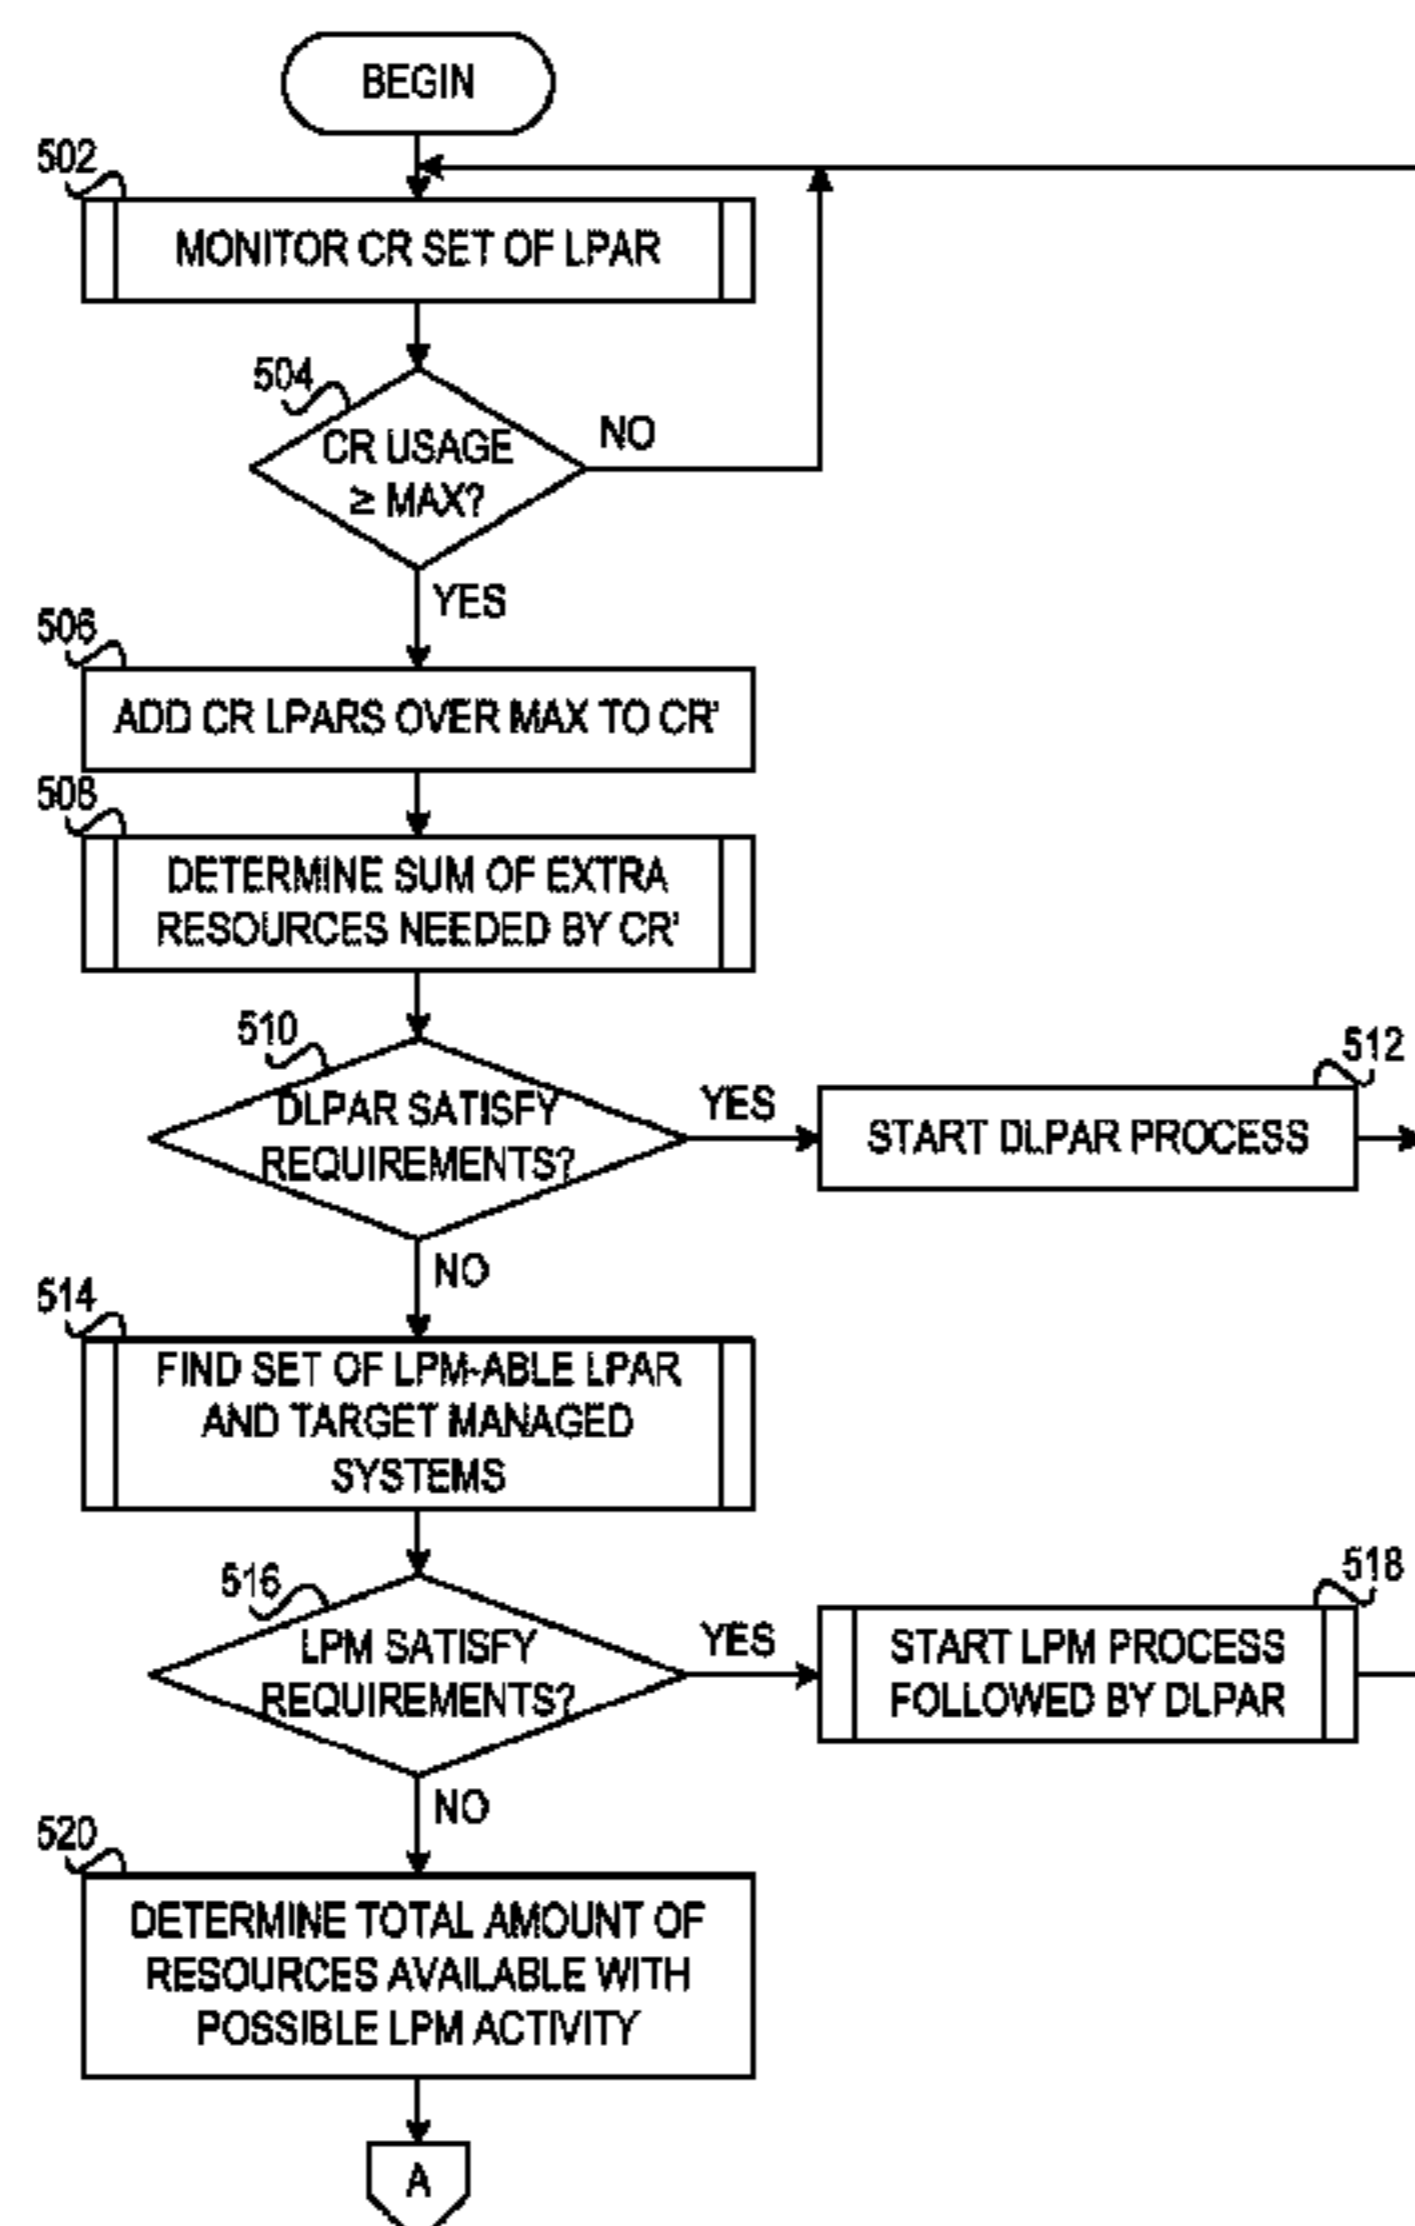 BEGIN
502
MONITOR CR SET OF LPAR
504
CR USAGE
≥ MAX?
NO
YES
506
ADD CR LPARS OVER MAX TO CR'
508
DETERMINE SUM OF EXTRA
RESOURCES NEEDED BY CR'
510
DLPAR SATISFY
REQUIREMENTS?
YES
512
START DLPAR PROCESS
NO
514
FIND SET OF LPM-ABLE LPAR
AND TARGET MANAGED
SYSTEMS
516
LPM SATISFY
REQUIREMENTS?
YES
518
START LPM PROCESS
FOLLOWED BY DLPAR
NO
520
DETERMINE TOTAL AMOUNT OF
RESOURCES AVAILABLE WITH
POSSIBLE LPM ACTIVITY
A